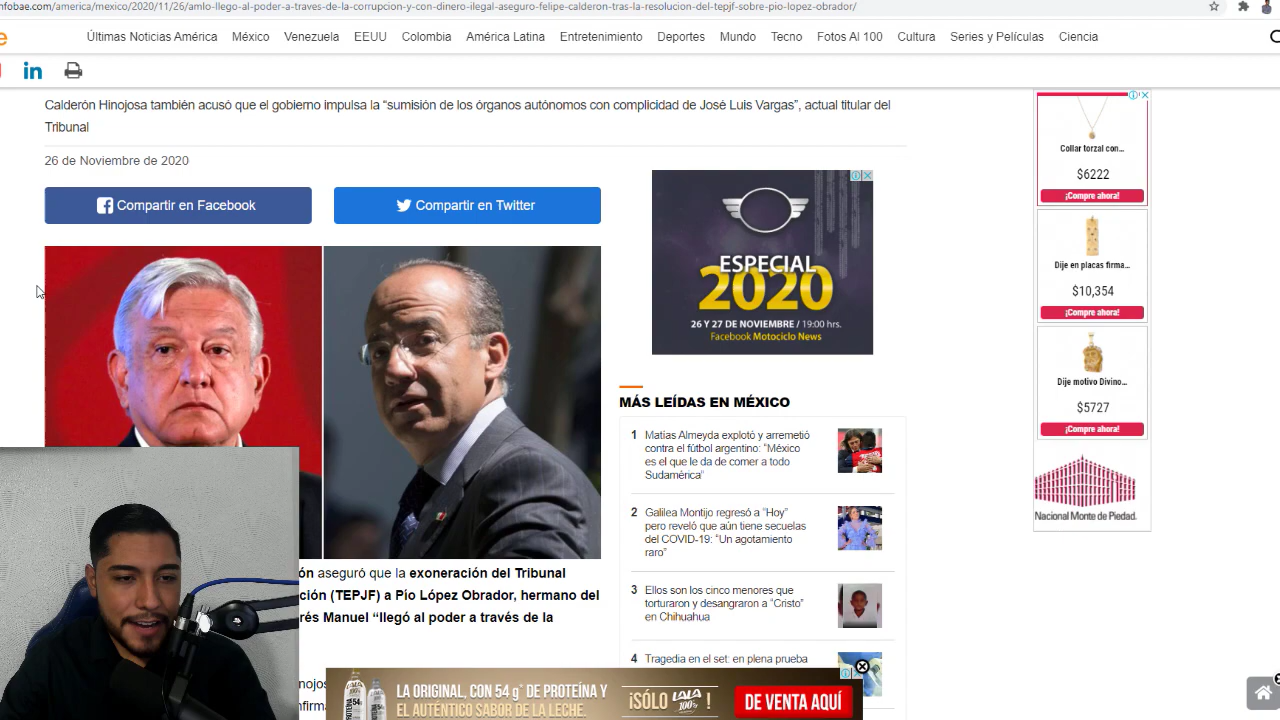 nfobae.com/america/mexico/2020/11/26/amlo-llego-al-poder-a-traves-de-la-corrupcion-y-con-dinero-ilegal-aseguro-felipe-calderon-tras-la-resolucion-del-tepjf-sobre-pio-lopez-obrador/
Últimas Noticias América México Venezuela EEUU Colombia América Latina Entretenimiento Deportes Mundo Tecno Fotos Al 100 Cultura Series y Películas Ciencia
in
Calderón Hinojosa también acusó que el gobierno impulsa la “sumisión de los órganos autónomos con complicidad de José Luis Vargas”, actual titular del
Tribunal
26 de Noviembre de 2020
Compartir en Facebook
Compartir en Twitter
ón aseguró que la exoneración del Tribunal
ción (TEPJF) a Pío López Obrador, hermano del
rés Manuel “llegó al poder a través de la
nojos
nfirma
ESPECIAL
2020
26 Y 27 DE NOVIEMBRE / 19:00 hrs.
Facebook Motociclo News
MÁS LEÍDAS EN MÉXICO
1 Matías Almeyda explotó y arremetió
contra el fútbol argentino: “México
es el que le da de comer a todo
Sudamérica”
2 Galilea Montijo regresó a “Hoy”
pero reveló que aún tiene secuelas
del COVID-19: “Un agotamiento
raro”
3 Ellos son los cinco menores que
torturaron y desangraron a “Cristo”
en Chihuahua
4 Tragedia en el set: en plena prueba
LA ORIGINAL, CON 54 g* DE PROTEÍNA Y
EL AUTÉNTICO SABOR DE LA LECHE.
¡SÓLO LALA 100% !
DE VENTA AQUÍ
Collar torzal con...
$6222
¡Compre ahora!
Dije en placas firma...
$10,354
¡Compre ahora!
Dije motivo Divino...
$5727
¡Compre ahora!
Nacional Monte de Piedad.